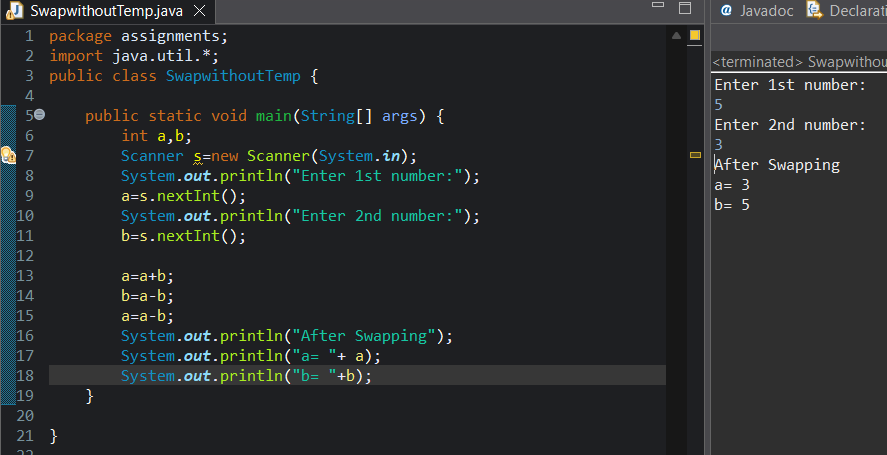 SwapwithoutTemp.java
1 package assignments;
2 import java.util.*;
3 public class SwapwithoutTemp {
4
5     public static void main(String[] args) {
6         int a,b;
7         Scanner s=new Scanner(System.in);
8         System.out.println("Enter 1st number:");
9         a=s.nextInt();
10         System.out.println("Enter 2nd number:");
11         b=s.nextInt();
12
13         a=a+b;
14         b=a-b;
15         a=a-b;
16         System.out.println("After Swapping");
17         System.out.println("a= "+ a);
18         System.out.println("b= "+b);
19     }
20
21 }
@ Javadoc Declarati
<terminated> Swapwithou
Enter 1st number:
5
Enter 2nd number:
3
After Swapping
a= 3
b= 5